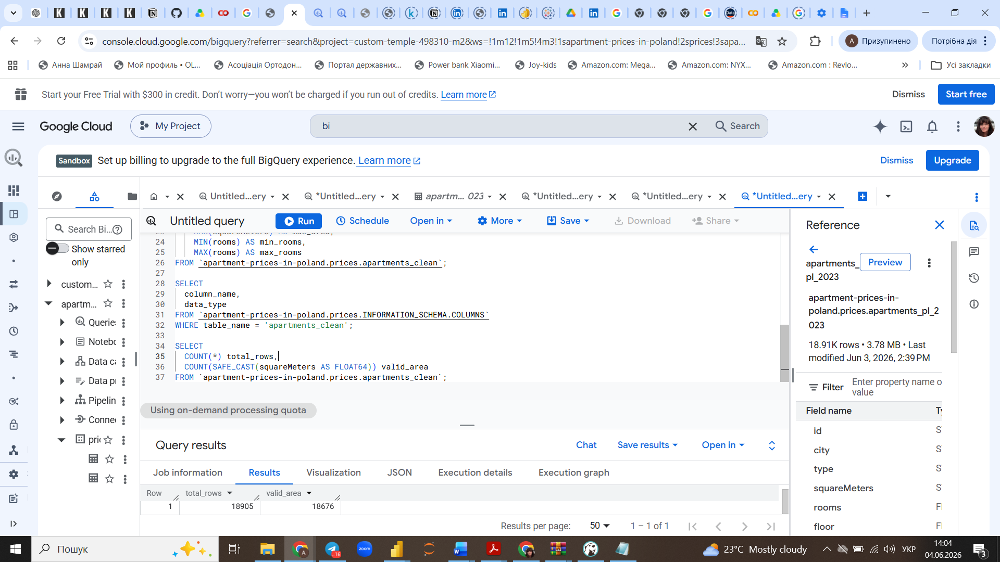 console.cloud.google.com/bigquery?referrer=search&project=custom-temple-498310-m2&ws=!1m12!1m5!4m3!1sapartment-prices-in-poland!2sprices!3sapa...
A Призупинено
Потрібна дія
Анна Шамрай
Мой профиль • OL...
Асоціація Ортодон...
Портал державних...
Power bank Xiaomi...
Joy-kids
Amazon.com: Mega...
Amazon.com: NYX...
Amazon.com : Revlo...
»
Усі закладки
Start your Free Trial with $300 in credit. Don’t worry—you won’t be charged if you run out of credits. Learn more
Dismiss
Start free
Google Cloud
My Project
bi
Search
Sandbox
Set up billing to upgrade to the full BigQuery experience. Learn more
Dismiss
Upgrade
Untitled...ery
*Untitled...ery
apartm... 023
*Untitled...ery
*Untitled...ery
*Untitled...ery
Search Bi...
Show starred only
custom...
apartm...
Queries
Notebo
Data ca
Data pr
Pipelin
Connec
pric
Untitled query
Run
Schedule
Open in
More
Save
Download
Share
24 MIN(rooms) AS min_rooms,
25 MAX(rooms) AS max_rooms
26 FROM `apartment-prices-in-poland.prices.apartments_clean`;
27
28 SELECT
29 column_name,
30 data_type
31 FROM `apartment-prices-in-poland.prices.INFORMATION_SCHEMA.COLUMNS`
32 WHERE table_name = 'apartments_clean';
33
34 SELECT
35 COUNT(*) total_rows,
36 COUNT(SAFE_CAST(squareMeters AS FLOAT64)) valid_area
37 FROM `apartment-prices-in-poland.prices.apartments_clean`;
Using on-demand processing quota
Query results
Chat
Save results
Open in
Job information
Results
Visualization
JSON
Execution details
Execution graph
Row total_rows valid_area
1 18905 18676
Results per page: 50 1 – 1 of 1
Reference
apartments_
pl_2023
Preview
apartment-prices-in-
poland.prices.apartments_pl_2
023
18.91K rows • 3.78 MB • Last
modified Jun 3, 2026, 2:39 PM
Filter
Enter property name o
value
Field name
id
city
type
squareMeters
rooms
floor
Пошук
..16
zoom
23°C Mostly cloudy
УКР
14:04
04.06.2026
3